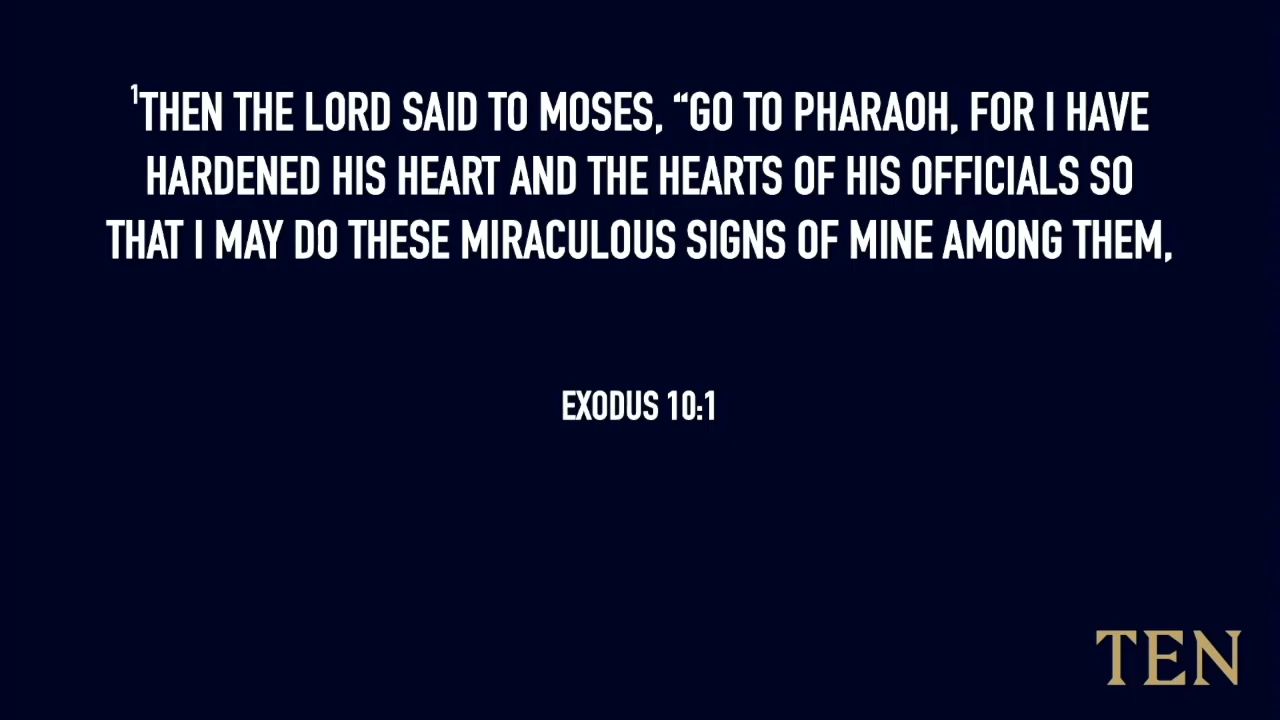 ¹THEN THE LORD SAID TO MOSES, “GO TO PHARAOH, FOR I HAVE
HARDENED HIS HEART AND THE HEARTS OF HIS OFFICIALS SO
THAT I MAY DO THESE MIRACULOUS SIGNS OF MINE AMONG THEM,
EXODUS 10:1
TEN